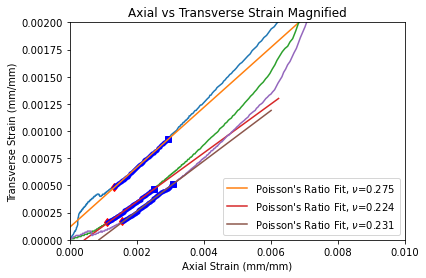 Axial vs Transverse Strain Magnified
Transverse Strain (mm/mm)
0.00200
0.00175
0.00150
0.00125
0.00100
0.00075
0.00050
0.00025
0.00000
0.000
0.002
0.004
0.006
0.008
0.010
Axial Strain (mm/mm)
Poisson's Ratio Fit, ν=0.275
Poisson's Ratio Fit, ν=0.224
Poisson's Ratio Fit, ν=0.231